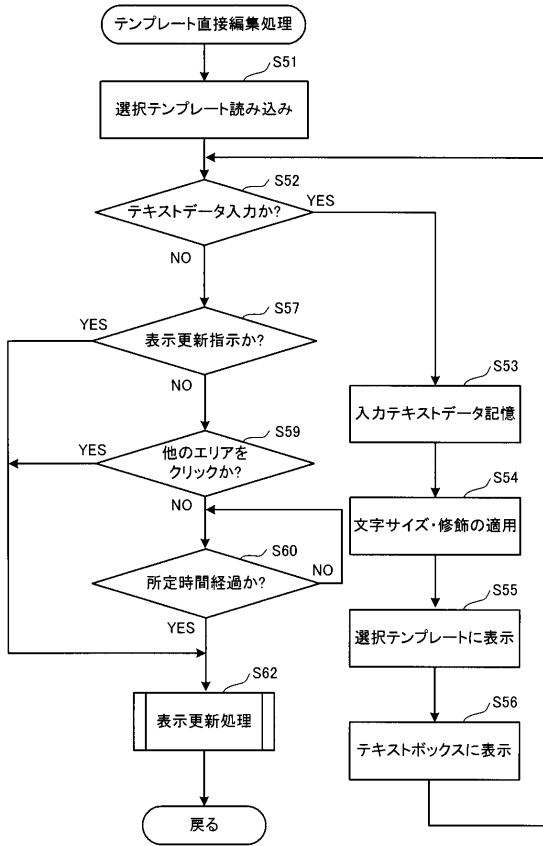 テンプレート直接編集処理
S51
選択テンプレート読み込み
S52
テキストデータ入力か?
YES
NO
S57
表示更新指示か?
YES
NO
S59
他のエリアを
クリックか?
YES
NO
S60
所定時間経過か?
NO
YES
S62
表示更新処理
戻る
S53
入力テキストデータ記憶
S54
文字サイズ・修飾の適用
S55
選択テンプレートに表示
S56
テキストボックスに表示